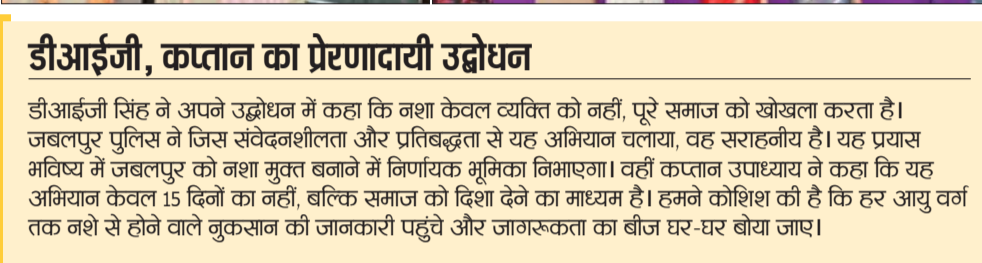 डीआईजी, कप्तान का प्रेरणादायी उद्बोधन
डीआईजी सिंह ने अपने उद्बोधन में कहा कि नशा केवल व्यक्ति को नहीं, पूरे समाज को खोखला करता है।
जबलपुर पुलिस ने जिस संवेदनशीलता और प्रतिबद्धता से यह अभियान चलाया, वह सराहनीय है। यह प्रयास
भविष्य में जबलपुर को नशा मुक्त बनाने में निर्णायक भूमिका निभाएगा। वहीं कप्तान उपाध्याय ने कहा कि यह
अभियान केवल 15 दिनों का नहीं, बल्कि समाज को दिशा देने का माध्यम है। हमने कोशिश की है कि हर आयु वर्ग
तक नशे से होने वाले नुकसान की जानकारी पहुंचे और जागरूकता का बीज घर-घर बोया जाए।